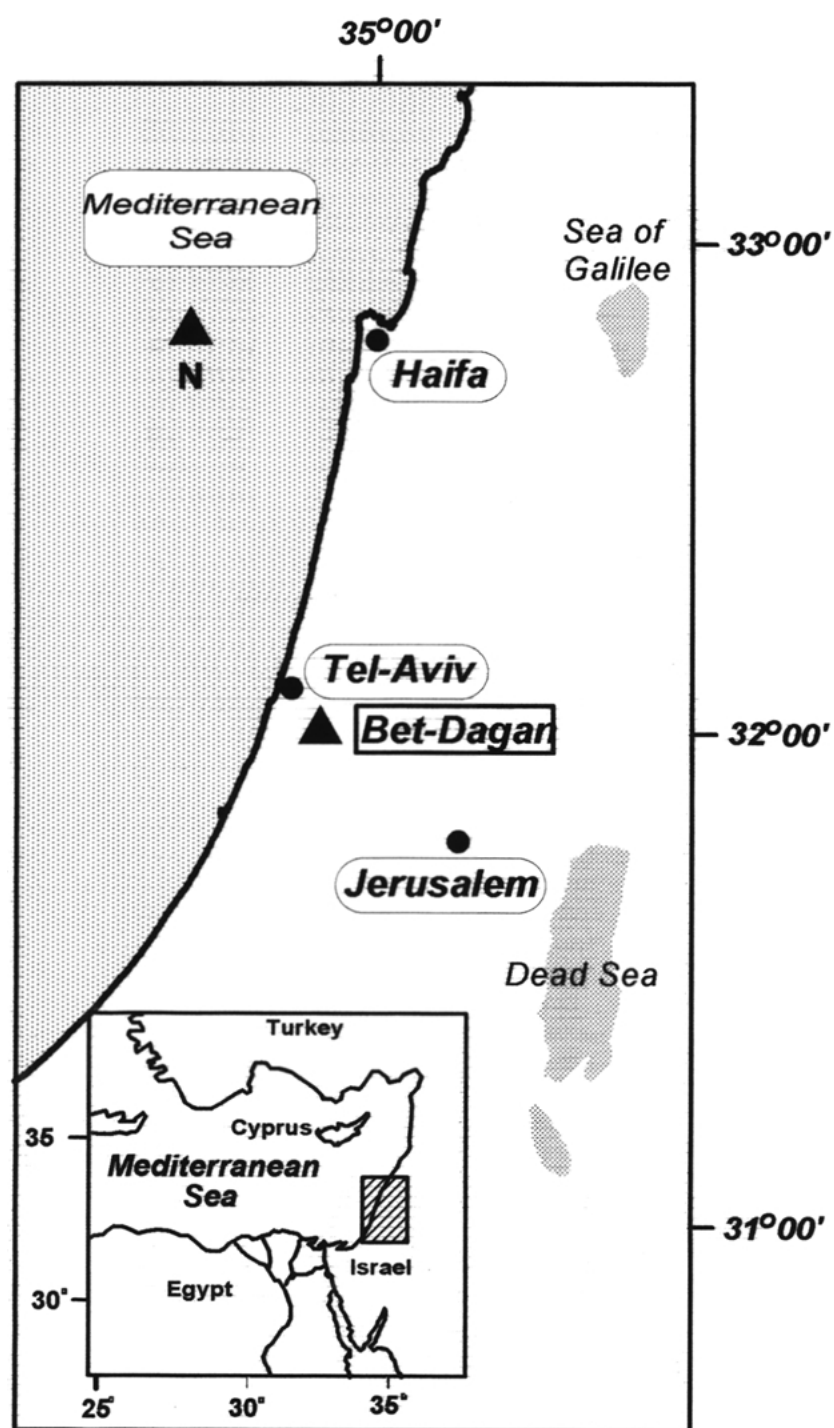 35°00'
Mediterranean
Sea
N
Sea of
Galilee
33°00'
Haifa
Tel-Aviv
Bet-Dagan
32°00'
Jerusalem
Dead Sea
Turkey
Cyprus
35
Mediterranean
Sea
31°00'
Israel
Egypt
30°
25°
30°
35°